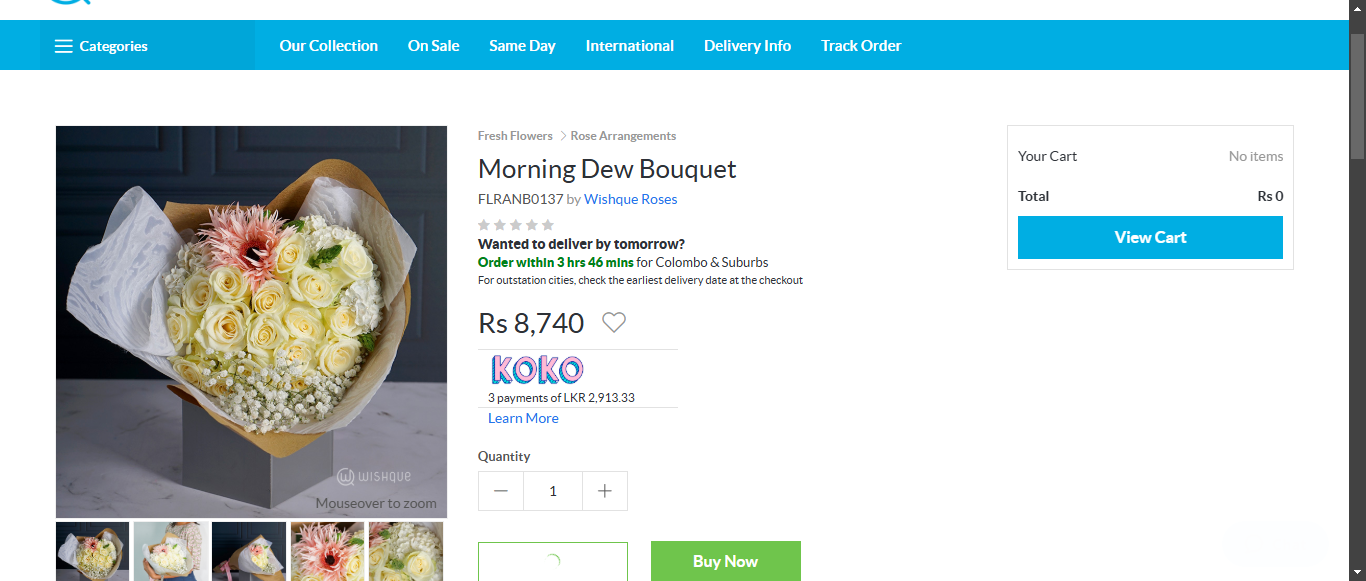 Categories
Our Collection
On Sale
Same Day
International
Delivery Info
Track Order
Fresh Flowers > Rose Arrangements
Morning Dew Bouquet
FLRANB0137 by Wishque Roses
Wanted to deliver by tomorrow?
Order within 3 hrs 46 mins for Colombo & Suburbs
For outstation cities, check the earliest delivery date at the checkout
Rs 8,740
KOKO
3 payments of LKR 2,913.33
Learn More
Quantity
1
Buy Now
WISHQUE
Mouseover to zoom
Your Cart
No items
Total
Rs 0
View Cart